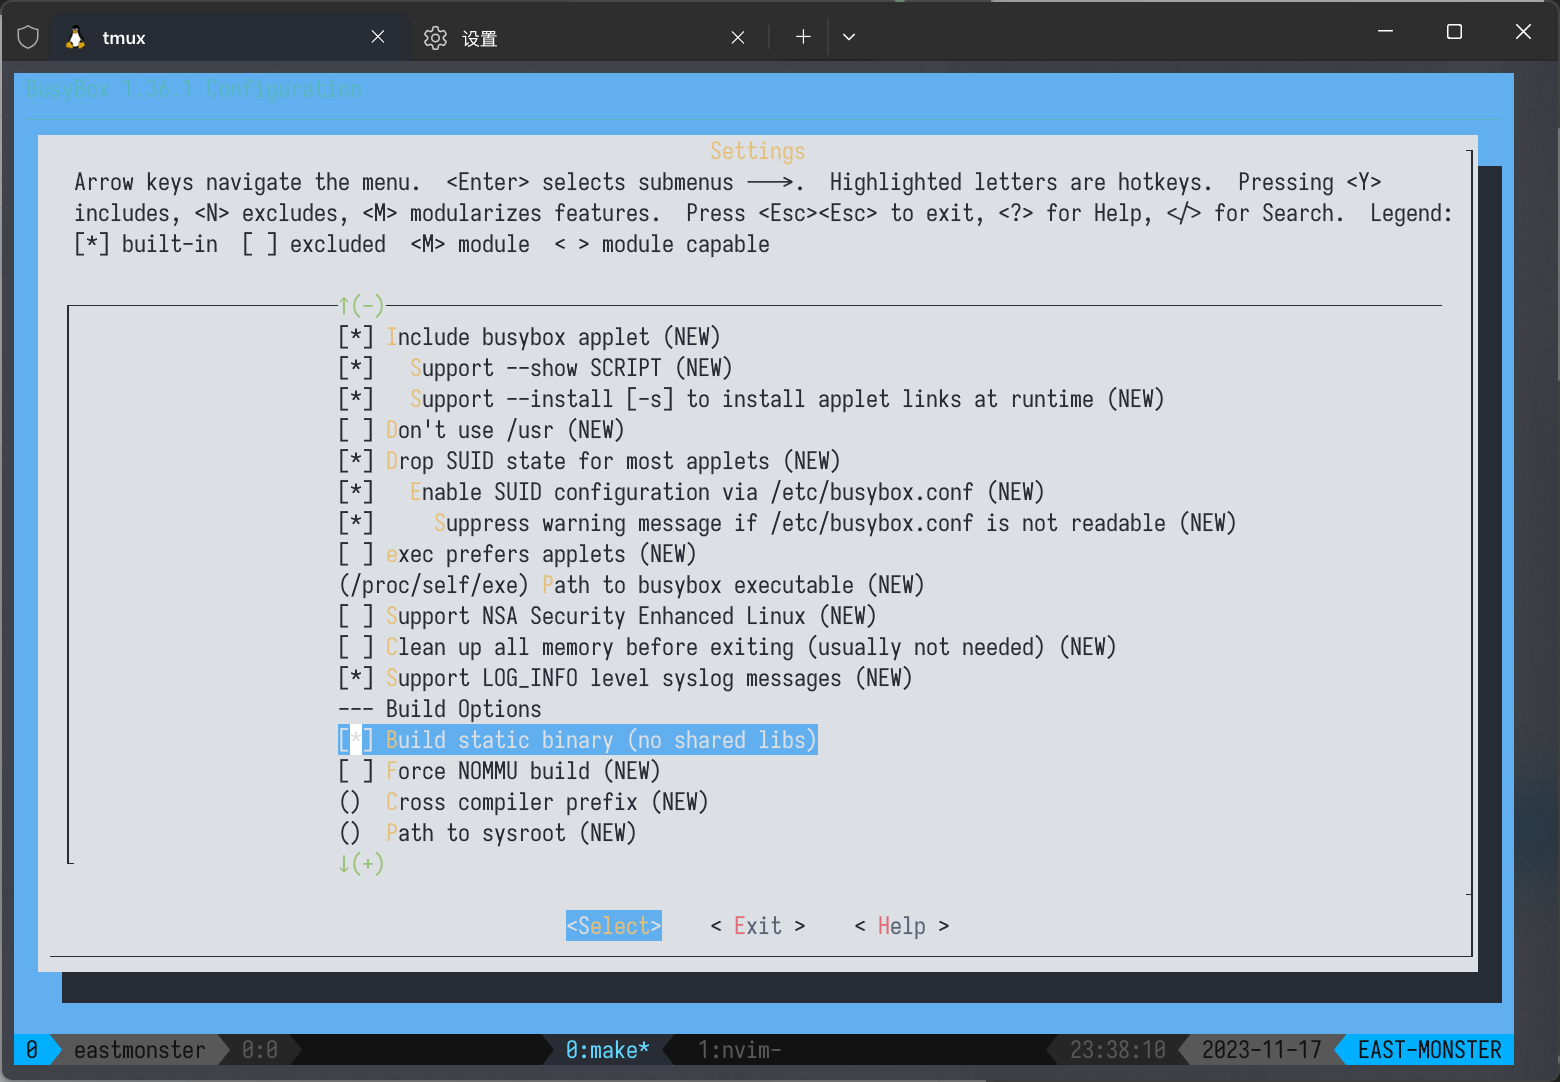 tmux
设置
BusyBox 1.36.1 Configuration
Settings
Arrow keys navigate the menu.  <Enter> selects submenus --->.  Highlighted letters are hotkeys.  Pressing <Y>
includes, <N> excludes, <M> modularizes features.  Press <Esc><Esc> to exit, <?> for Help, </> for Search.  Legend:
[*] built-in  [ ] excluded  <M> module  < > module capable
↑(-)
[*] Include busybox applet (NEW)
[*]   Support --show SCRIPT (NEW)
[*]   Support --install [-s] to install applet links at runtime (NEW)
[ ] Don't use /usr (NEW)
[*] Drop SUID state for most applets (NEW)
[*]   Enable SUID configuration via /etc/busybox.conf (NEW)
[*]     Suppress warning message if /etc/busybox.conf is not readable (NEW)
[ ] exec prefers applets (NEW)
(/proc/self/exe) Path to busybox executable (NEW)
[ ] Support NSA Security Enhanced Linux (NEW)
[ ] Clean up all memory before exiting (usually not needed) (NEW)
[*] Support LOG_INFO level syslog messages (NEW)
--- Build Options
[*] Build static binary (no shared libs)
[ ] Force NOMMU build (NEW)
()  Cross compiler prefix (NEW)
()  Path to sysroot (NEW)
↓(+)
<Select>    < Exit >    < Help >
0 eastmonster 0:0 0:make* 1:nvim- 23:38:10 2023-11-17 EAST-MONSTER